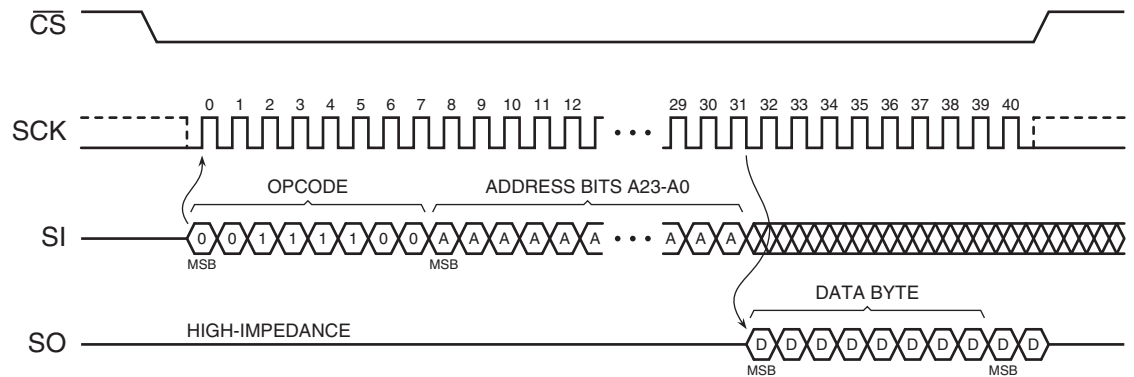 CS
0 1 2 3 4 5 6 7 8 9 10 11 12 29 30 31 32 33 34 35 36 37 38 39 40
SCK
OPCODE ADDRESS BITS A23-A0
SI 0 0 1 1 1 1 0 0 A A A A A A A A A
MSB MSB
DATA BYTE
HIGH-IMPEDANCE
SO D D D D D D D D D D
MSB MSB